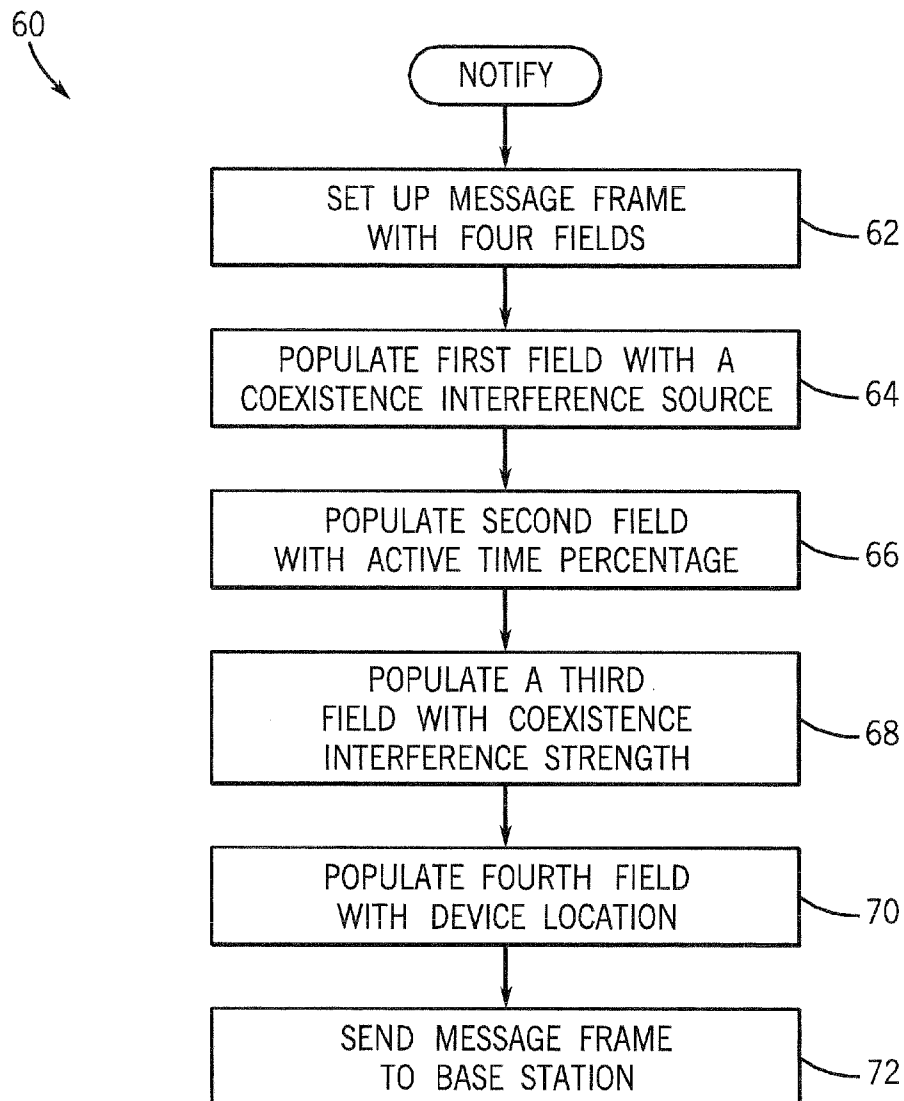 60
NOTIFY
SET UP MESSAGE FRAME
WITH FOUR FIELDS
62
POPULATE FIRST FIELD WITH A
COEXISTENCE INTERFERENCE SOURCE
64
POPULATE SECOND FIELD
WITH ACTIVE TIME PERCENTAGE
66
POPULATE A THIRD
FIELD WITH COEXISTENCE
INTERFERENCE STRENGTH
68
POPULATE FOURTH FIELD
WITH DEVICE LOCATION
70
SEND MESSAGE FRAME
TO BASE STATION
72